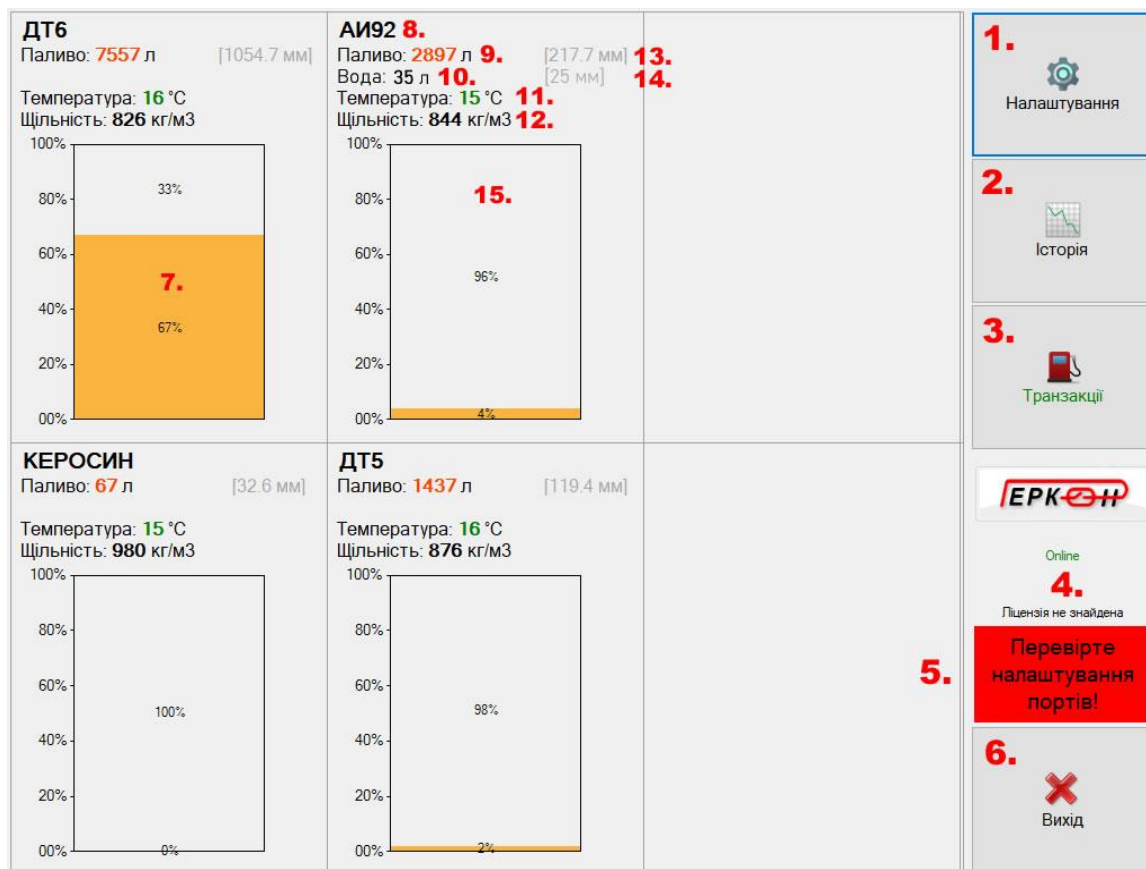 ДТ6
Паливо: 7557 л [1054.7 мм]
Температура: 16 °C
Щільність: 826 кг/м3
100%
80%
60%
40%
20%
00%
33%
7.
67%
АИ92 8.
Паливо: 2897 л 9. [217.7 мм] 13.
Вода: 35 л 10. [25 мм] 14.
Температура: 15 °C 11.
Щільність: 844 кг/м3 12.
100%
80%
60%
40%
20%
00%
15.
96%
4%
КЕРОСИН
Паливо: 67 л [32.6 мм]
Температура: 15 °C
Щільність: 980 кг/м3
100%
80%
60%
40%
20%
00%
100%
0%
ДТ5
Паливо: 1437 л [119.4 мм]
Температура: 16 °C
Щільність: 876 кг/м3
100%
80%
60%
40%
20%
00%
98%
2%
1.
Налаштування
2.
Історія
3.
Транзакції
ГЕРКОН
Online
4.
Ліцензія не знайдена
5.
Перевірте
налаштування
портів!
6.
Вихід